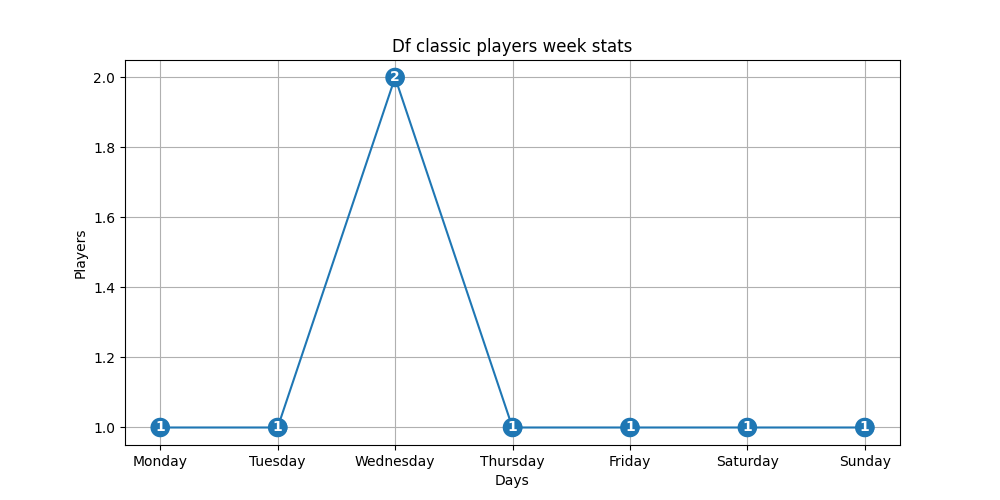 Df classic players week stats
2.0
1.8
1.6
1.4
1.2
1.0
Players
2
1 1 1 1 1 1
Monday Tuesday Wednesday Thursday Friday Saturday Sunday
Days